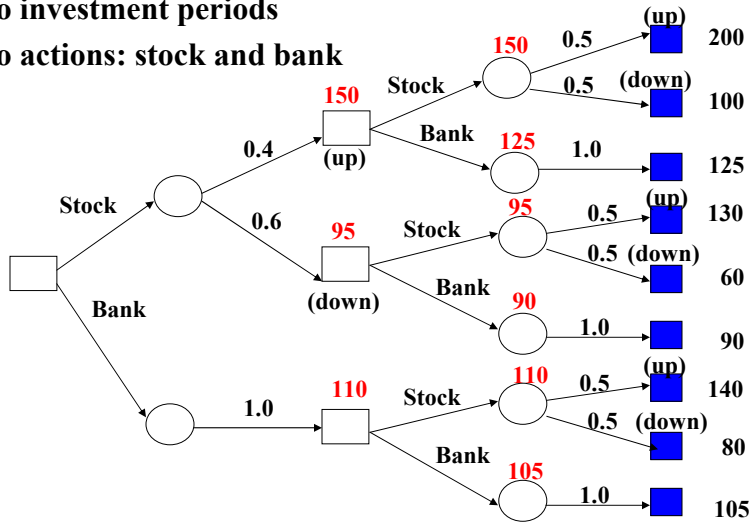 o investment periods
o actions: stock and bank
(up)
200
150
0.5
Stock
0.5
(down)
100
150
(up)
0.4
Bank
125
1.0
125
Stock
0.6
95
(down)
Stock
95
0.5
(up)
130
0.5
(down)
60
Bank
90
1.0
90
Bank
1.0
110
Stock
110
0.5
(up)
140
0.5
(down)
80
Bank
105
1.0
105